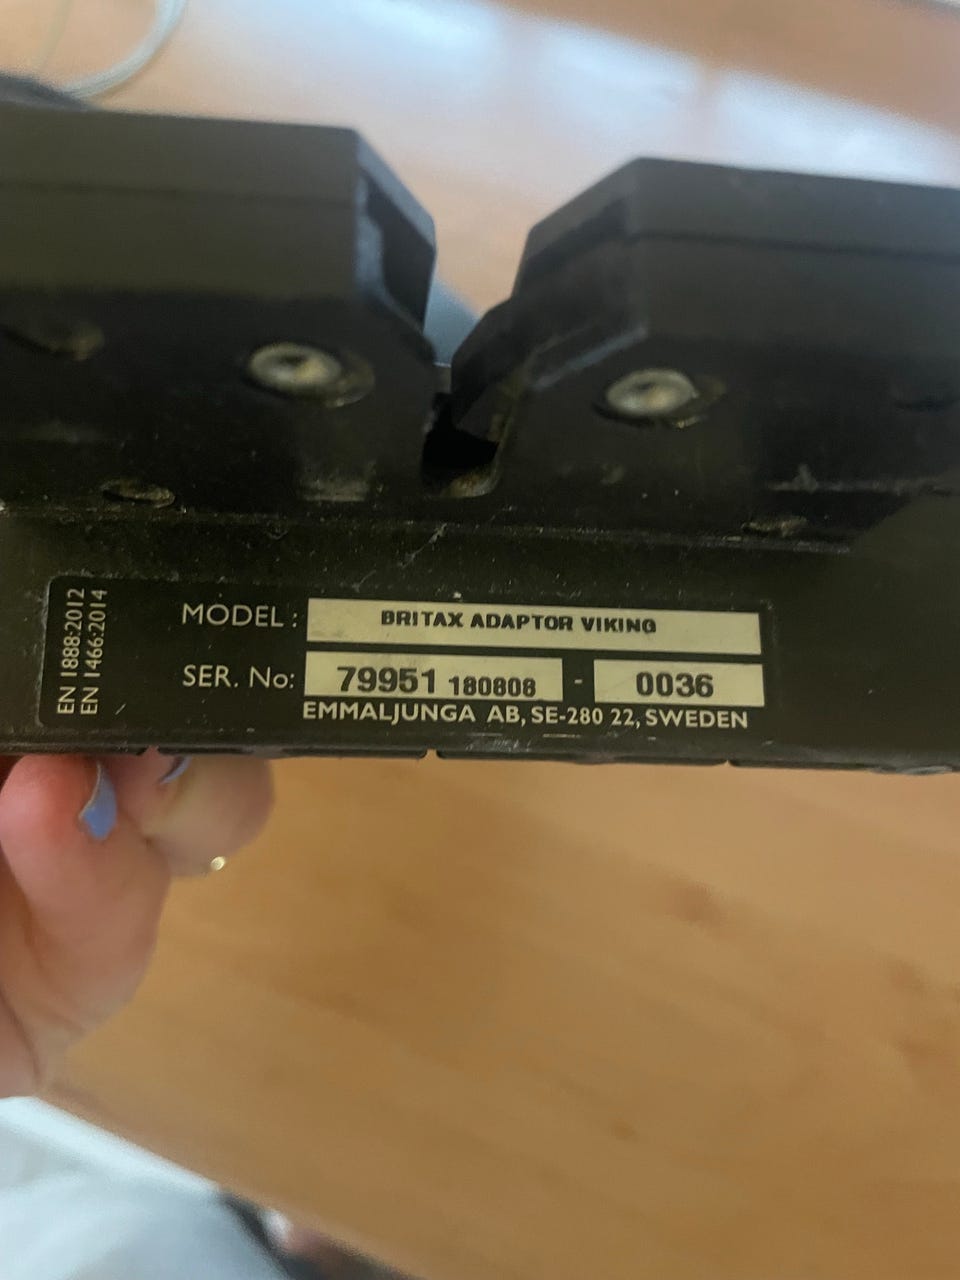 EN 1888:2012
EN 1466:2014
MODEL : BRITAX ADAPTOR VIKING
SER. No: 79951 180808 - 0036
EMMALJUNGA AB, SE-280 22, SWEDEN